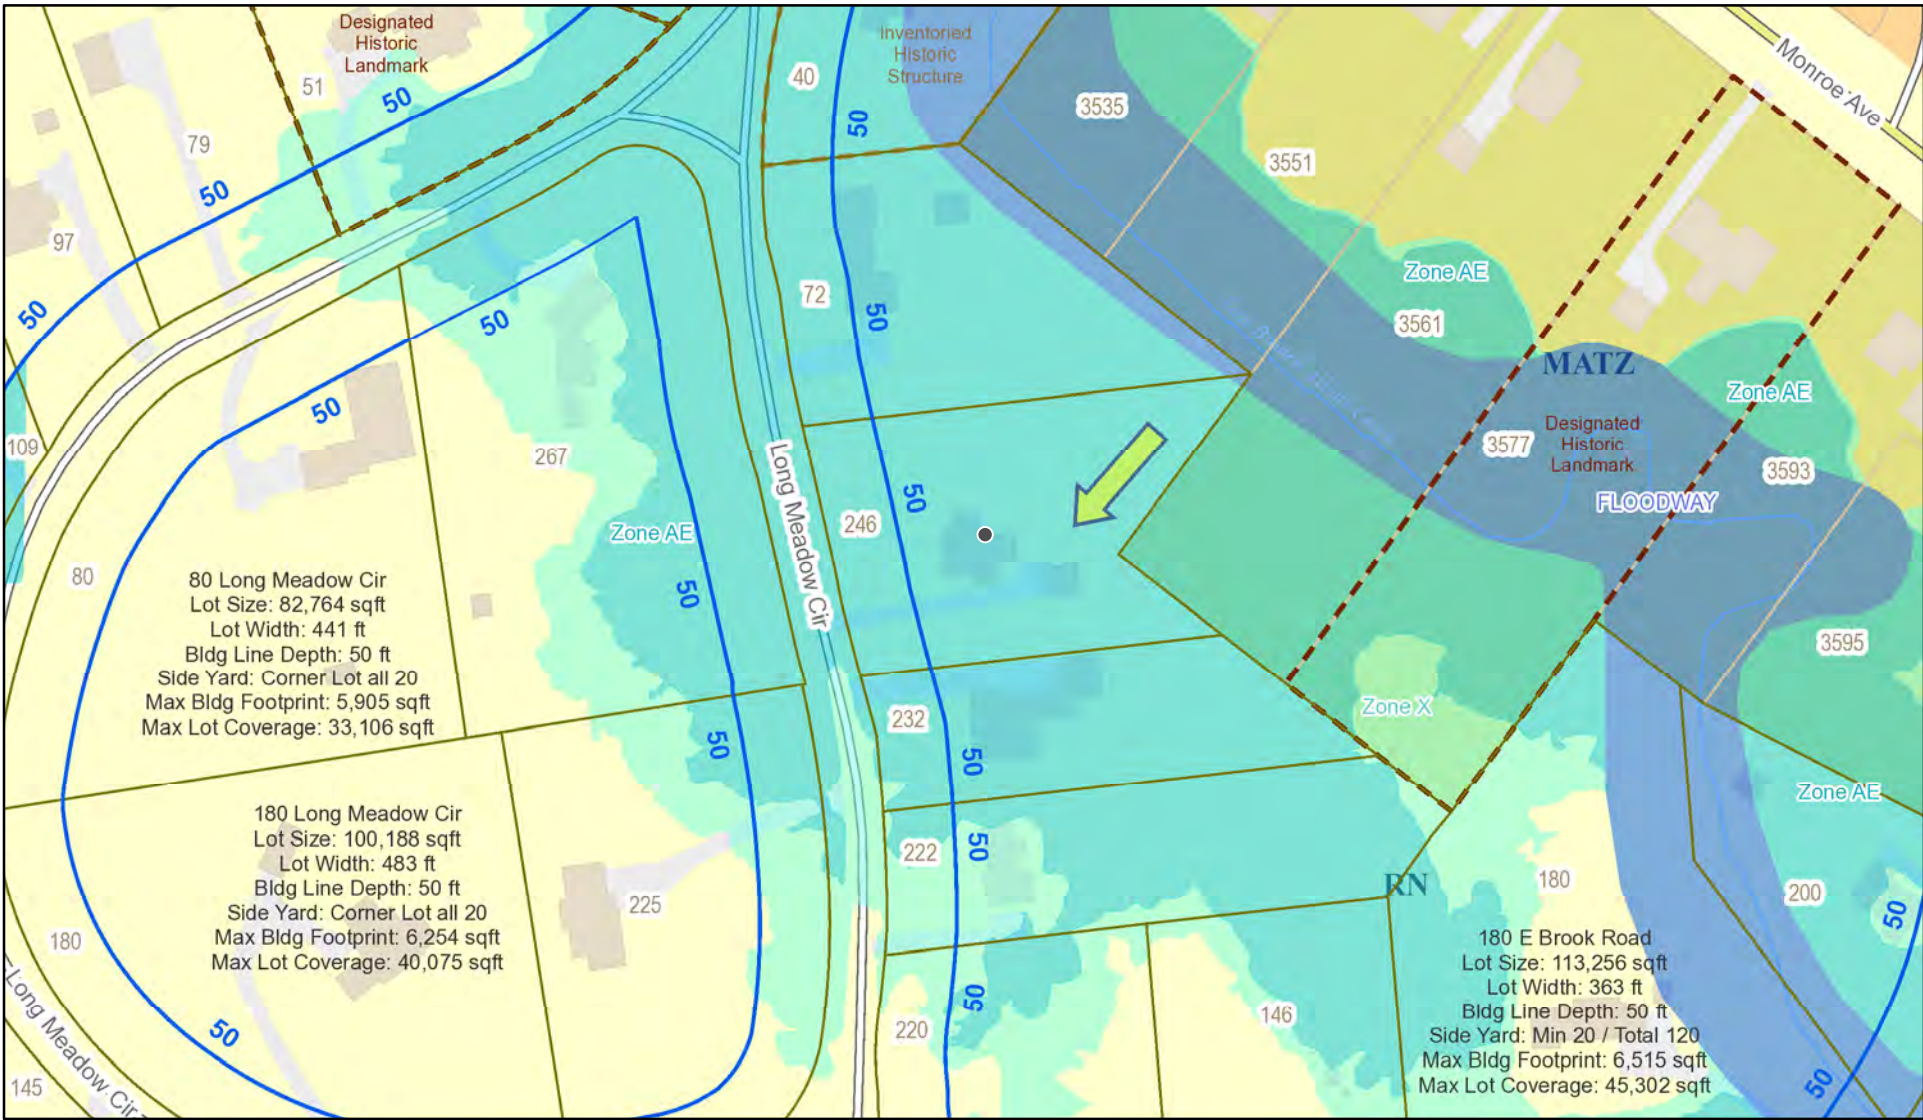 Designated
Historic
Landmark
Inventoried
Historic
Structure
Monroe Ave
51
50
40
50
3535
79
3551
50
97
Zone AE
50
72
50
3561
50
MATZ
Zone AE
50
Designated
Historic
Landmark
3577
109
267
3593
Long Meadow Cir
50
246
FLOODWAY
Zone AE
80
50
3595
80 Long Meadow Cir
Lot Size: 82,764 sqft
Lot Width: 441 ft
Bldg Line Depth: 50 ft
Side Yard: Corner Lot all 20
Max Bldg Footprint: 5,905 sqft
Max Lot Coverage: 33,106 sqft
Zone X
232
50
50
Zone AE
180 Long Meadow Cir
Lot Size: 100,188 sqft
Lot Width: 483 ft
Bldg Line Depth: 50 ft
Side Yard: Corner Lot all 20
Max Bldg Footprint: 6,254 sqft
Max Lot Coverage: 40,075 sqft
222
50
RN
180
200
225
50
180
50
220
146
180 E Brook Road
Lot Size: 113,256 sqft
Lot Width: 363 ft
Bldg Line Depth: 50 ft
Side Yard: Min 20 / Total 120
Max Bldg Footprint: 6,515 sqft
Max Lot Coverage: 45,302 sqft
Long Meadow Cir
50
50
145